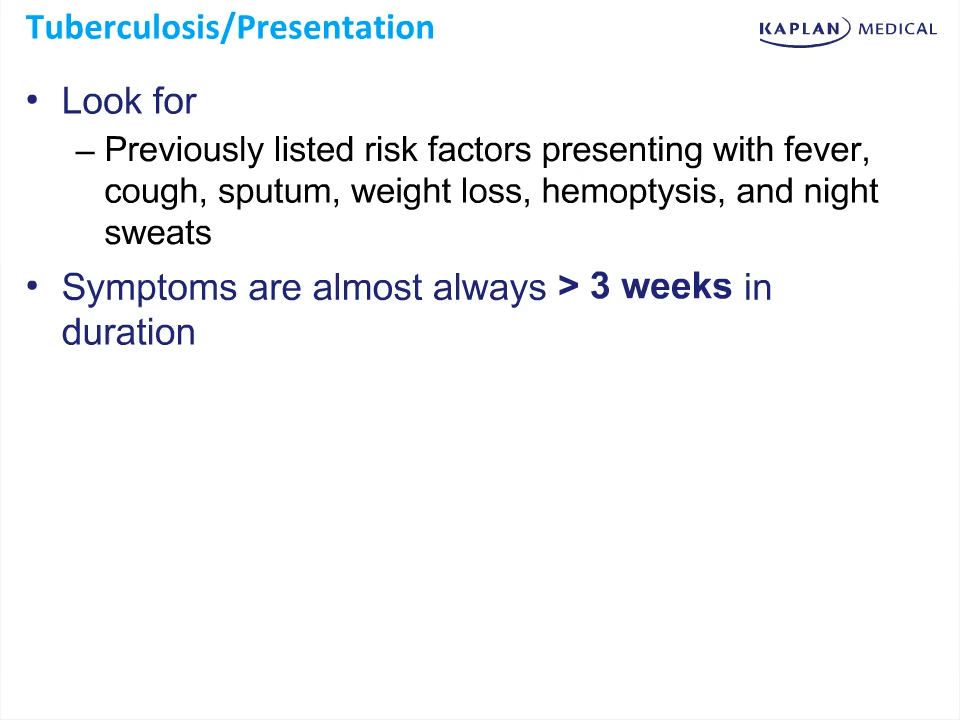 Tuberculosis/Presentation
KAPLAN MEDICAL
• Look for
– Previously listed risk factors presenting with fever,
cough, sputum, weight loss, hemoptysis, and night
sweats
• Symptoms are almost always > 3 weeks in
duration